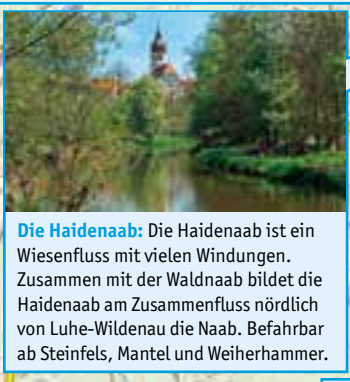 Die Haidenaab: Die Haidenaab ist ein
Wiesenfluss mit vielen Windungen.
Zusammen mit der Waldnaab bildet die
Haidenaab am Zusammenfluss nördlich
von Luhe-Wildenau die Naab. Befahrbar
ab Steinfels, Mantel und Weiherhammer.